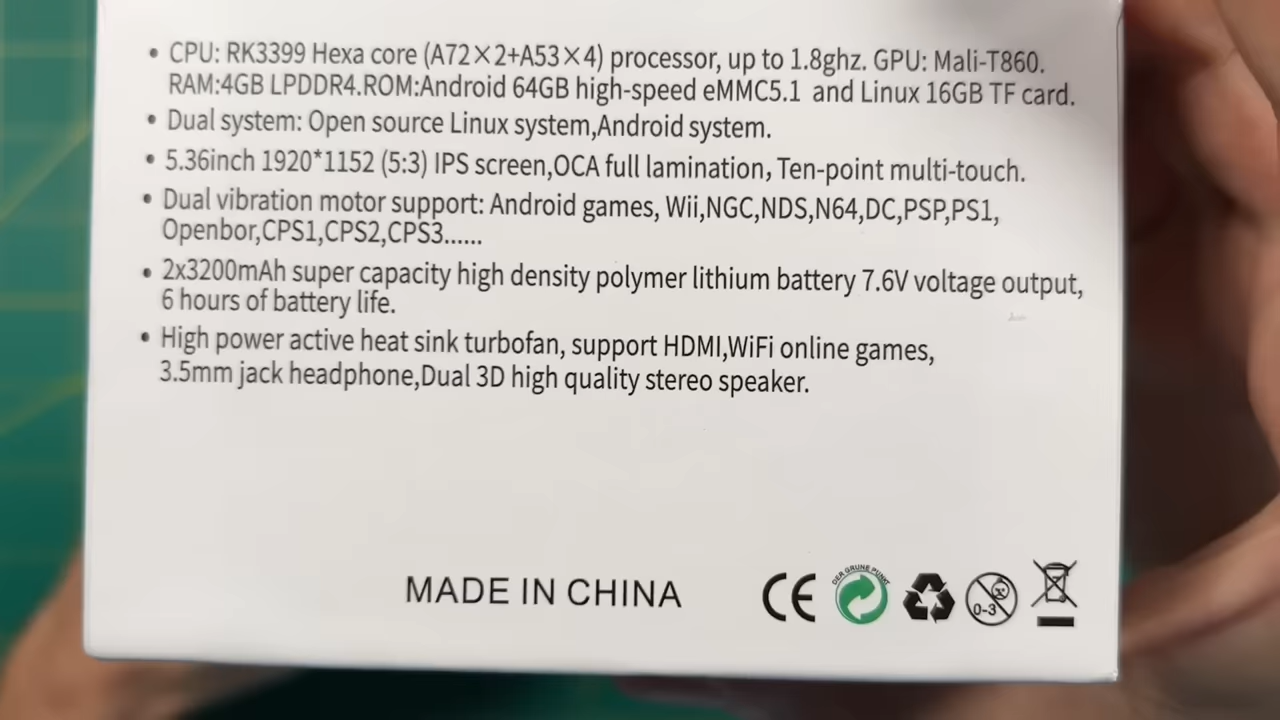 • CPU: RK3399 Hexa core (A72×2+A53×4) processor, up to 1.8ghz. GPU: Mali-T860.
RAM:4GB LPDDR4.ROM:Android 64GB high-speed eMMC5.1 and Linux 16GB TF card.
• Dual system: Open source Linux system,Android system.
• 5.36inch 1920*1152 (5:3) IPS screen,OCA full lamination, Ten-point multi-touch.
• Dual vibration motor support: Android games, Wii,NGC,NDS,N64,DC,PSP,PS1,
Openbor,CPS1,CPS2,CPS3......
• 2x3200mAh super capacity high density polymer lithium battery 7.6V voltage output,
6 hours of battery life.
• High power active heat sink turbofan, support HDMI,WiFi online games,
3.5mm jack headphone,Dual 3D high quality stereo speaker.
MADE IN CHINA
CE
DER GRUNE PUNKT
0-3